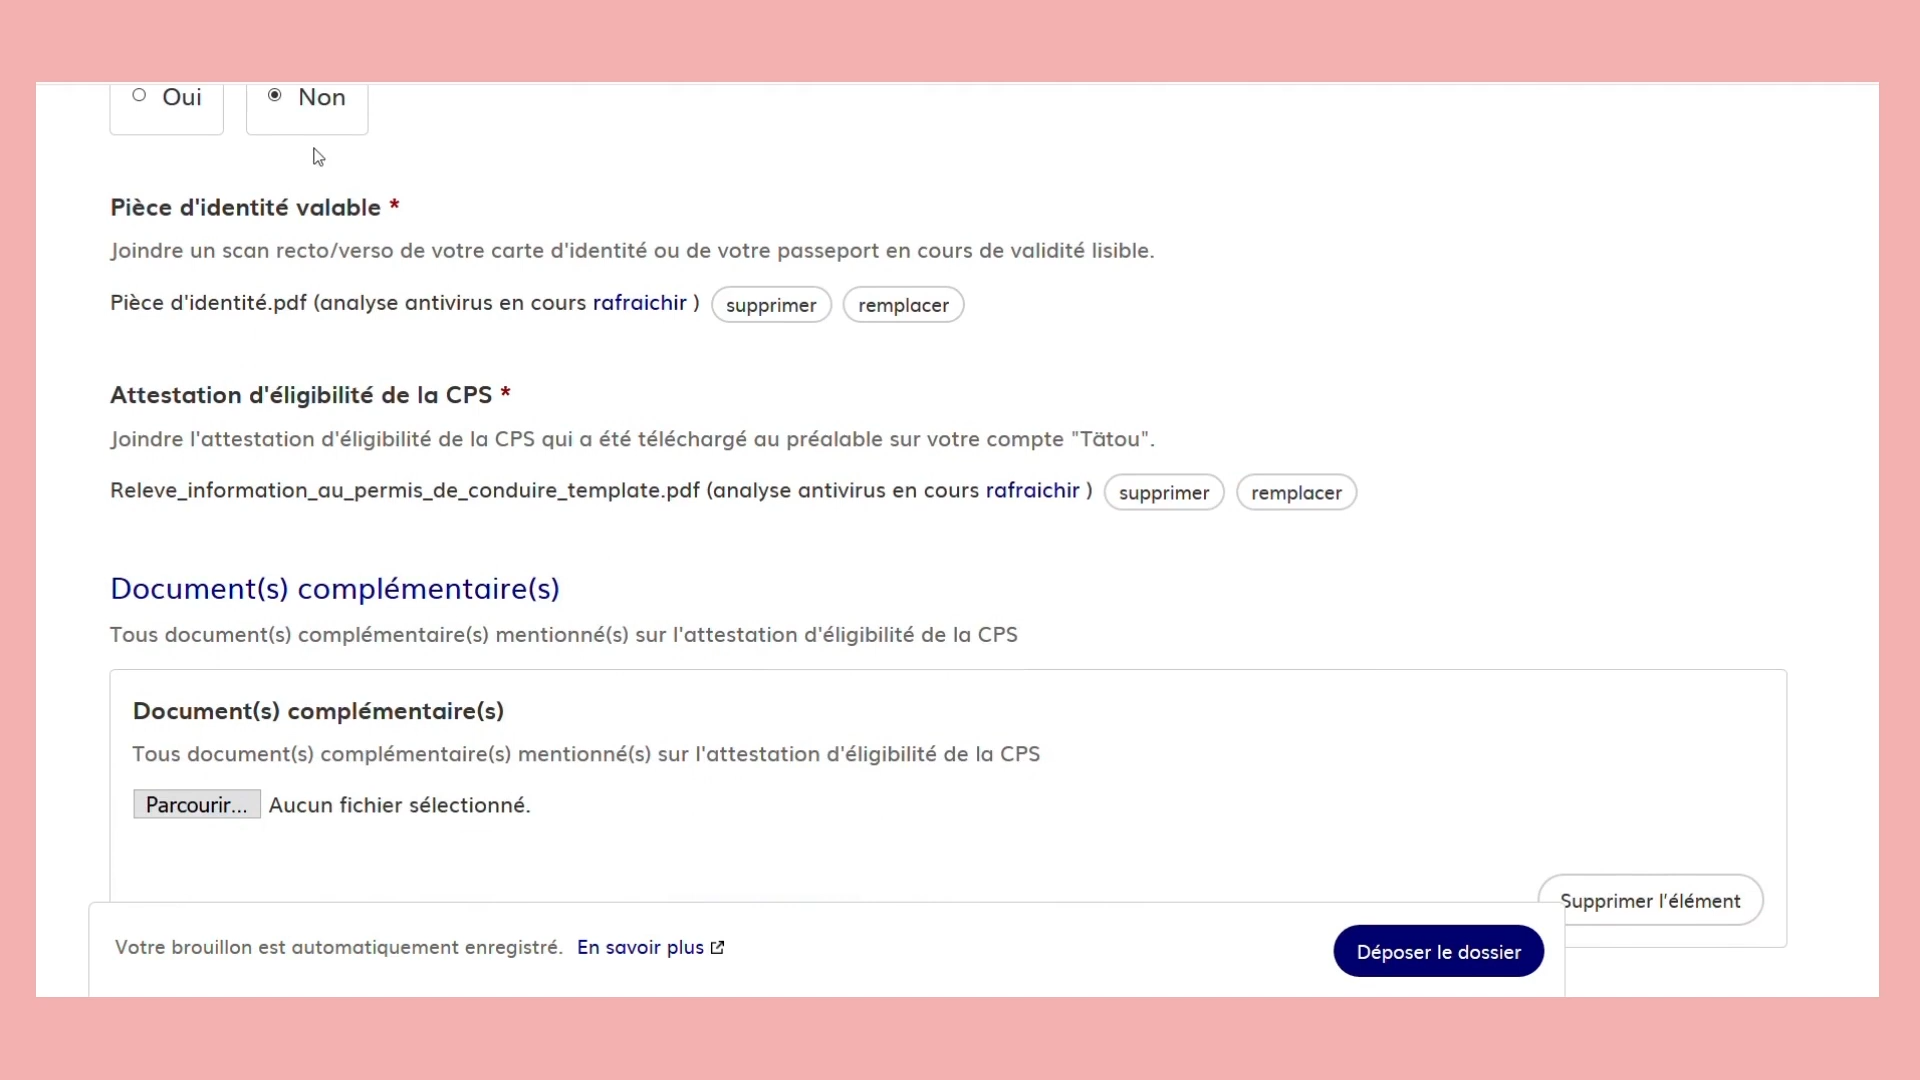 Oui Non
Pièce d'identité valable *
Joindre un scan recto/verso de votre carte d'identité ou de votre passeport en cours de validité lisible.
Pièce d'identité.pdf (analyse antivirus en cours rafraichir ) supprimer remplacer
Attestation d'éligibilité de la CPS *
Joindre l'attestation d'éligibilité de la CPS qui a été téléchargé au préalable sur votre compte "Tätou".
Releve_information_au_permis_de_conduire_template.pdf (analyse antivirus en cours rafraichir ) supprimer remplacer
Document(s) complémentaire(s)
Tous document(s) complémentaire(s) mentionné(s) sur l'attestation d'éligibilité de la CPS
Document(s) complémentaire(s)
Tous document(s) complémentaire(s) mentionné(s) sur l'attestation d'éligibilité de la CPS
Parcourir... Aucun fichier sélectionné.
Supprimer l'élément
Votre brouillon est automatiquement enregistré. En savoir plus
Déposer le dossier